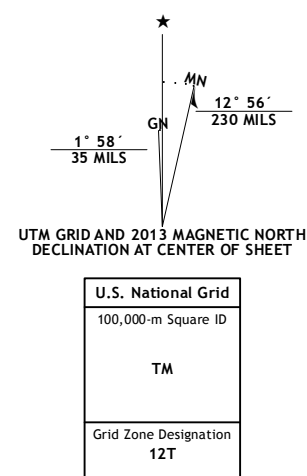 ★
MN
GN
12° 56´
230 MILS
1° 58´
35 MILS
UTM GRID AND 2013 MAGNETIC NORTH
DECLINATION AT CENTER OF SHEET
U.S. National Grid
100,000-m Square ID
TM
Grid Zone Designation
12T